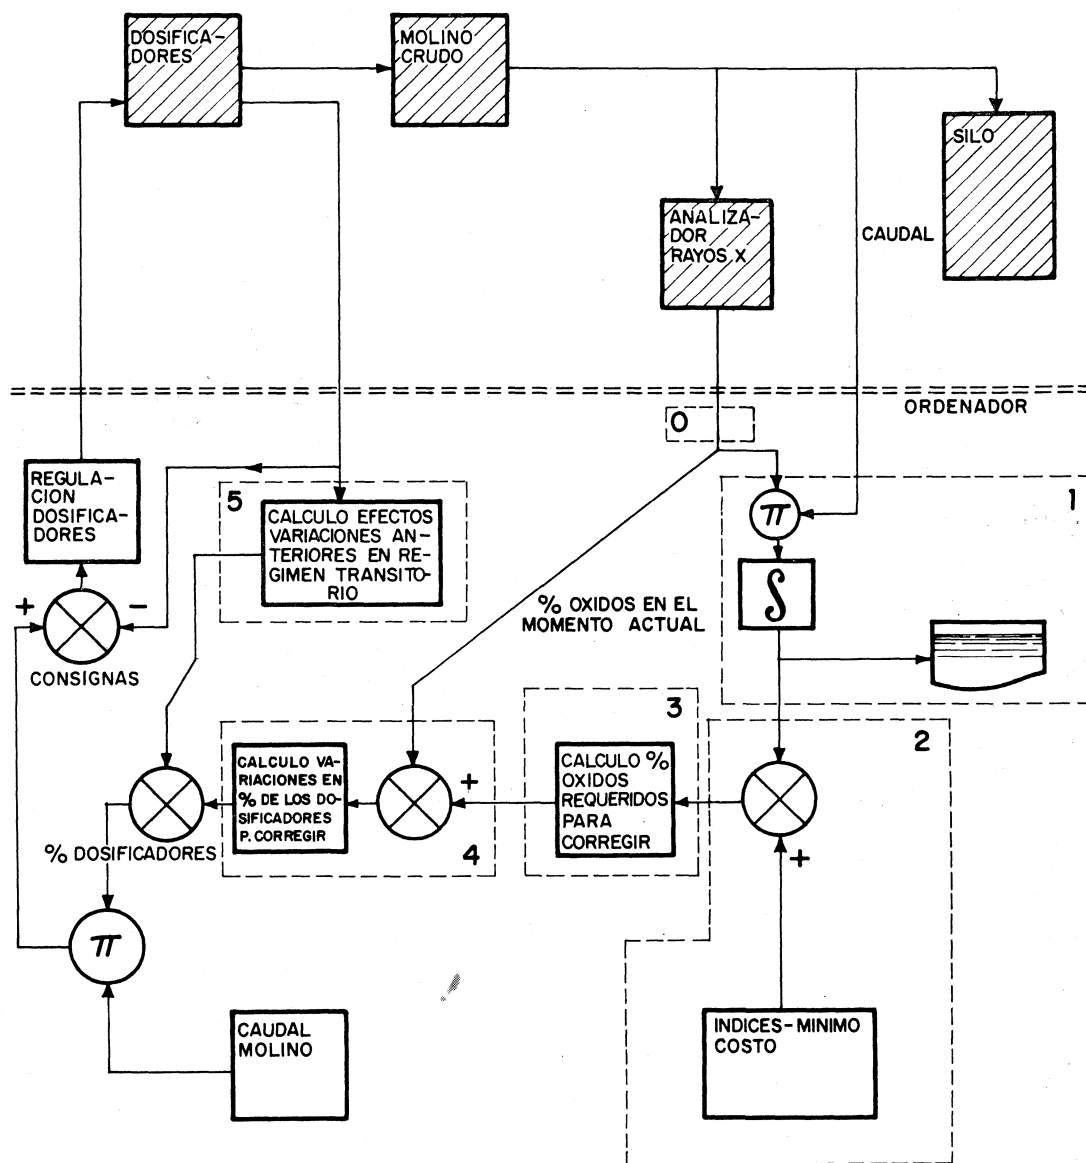 DOSIFICA-
DORES
MOLINO
CRUDO
SILO
ANALIZA-
DOR
RAYOS X
CAUDAL
ORDENADOR
0
1
REGULA-
CION
DOSIFICA-
DORES
5
CALCULO EFECTOS
VARIACIONES AN-
TERIORES EN RE-
GIMEN TRANSITO-
RIO
π
∫
+
-
% OXIDOS EN EL
MOMENTO ACTUAL
CONSIGNAS
3
2
CALCULO VA-
RIACIONES EN
% DE LOS DO-
SIFICADORES
P. CORREGIR
+
CALCULO %
OXIDOS
REQUERIDOS
PARA
CORREGIR
4
+
% DOSIFICADORES
π
CAUDAL
MOLINO
INDICES-MINIMO
COSTO